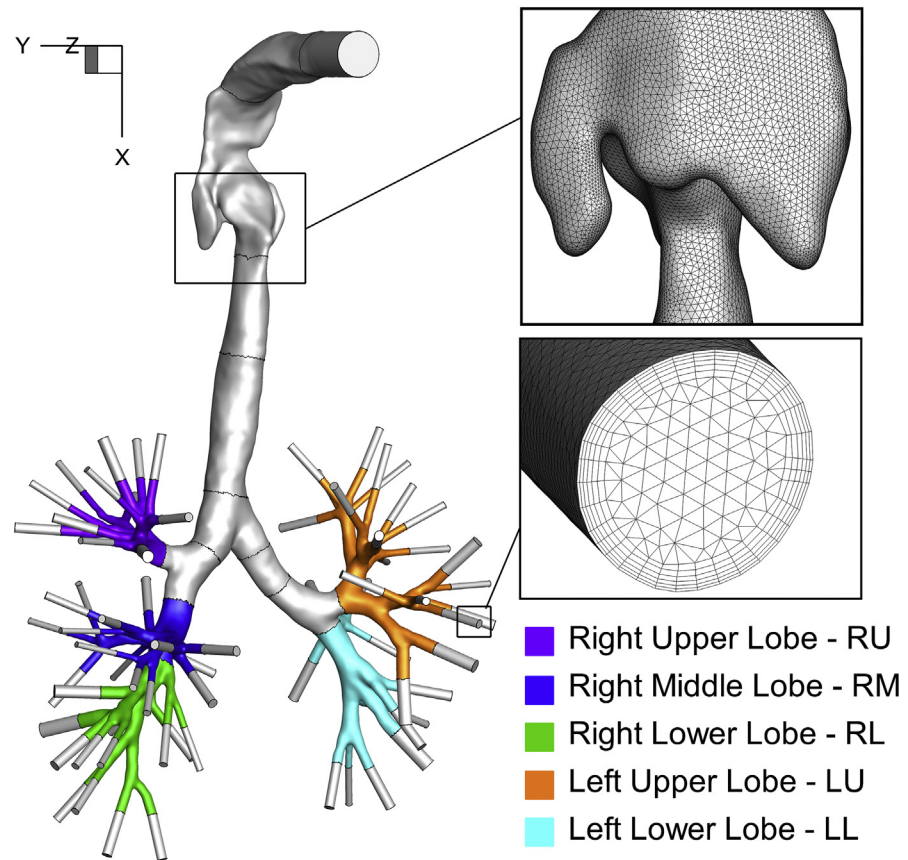 Y Z
X
Right Upper Lobe - RU
Right Middle Lobe - RM
Right Lower Lobe - RL
Left Upper Lobe - LU
Left Lower Lobe - LL